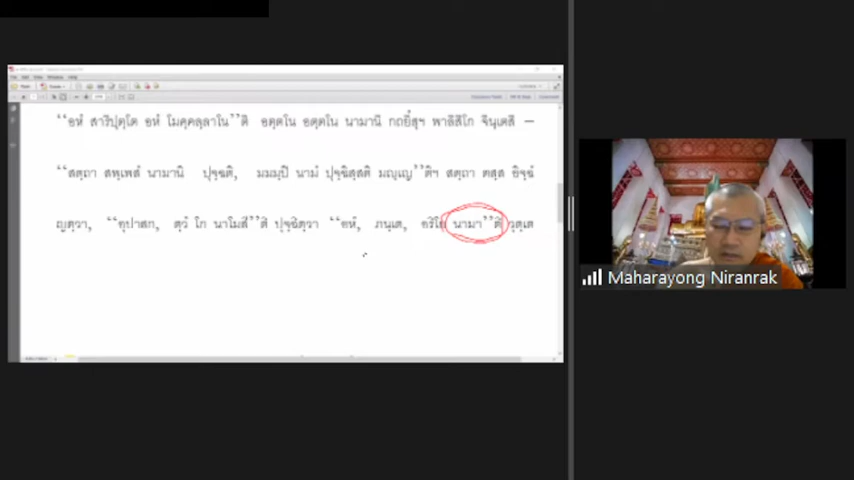 ‘‘อหํ สาริปุตฺโต อหํ โมคฺคลฺลาโน’’ติ อตฺตโน อตฺตโน นามานิ กถยึสุฯ พาลิสิโก จินฺเตสิ –
‘‘สตฺถา สพฺเพสํ นามานิ ปุจฺฉติ, มมมฺปิ นามํ ปุจฺฉิสฺสติ มญฺเญ’’ติฯ สตฺถา ตสฺส อิจฺฉํ
ญตฺวา, ‘‘อุปาสก, ตฺวํ โก นาโมสี’’ติ ปุจฺฉิตฺวา ‘‘อหํ, ภนฺเต, อริโย นามา’’ติ วุตฺเต
Maharayong Niranrak